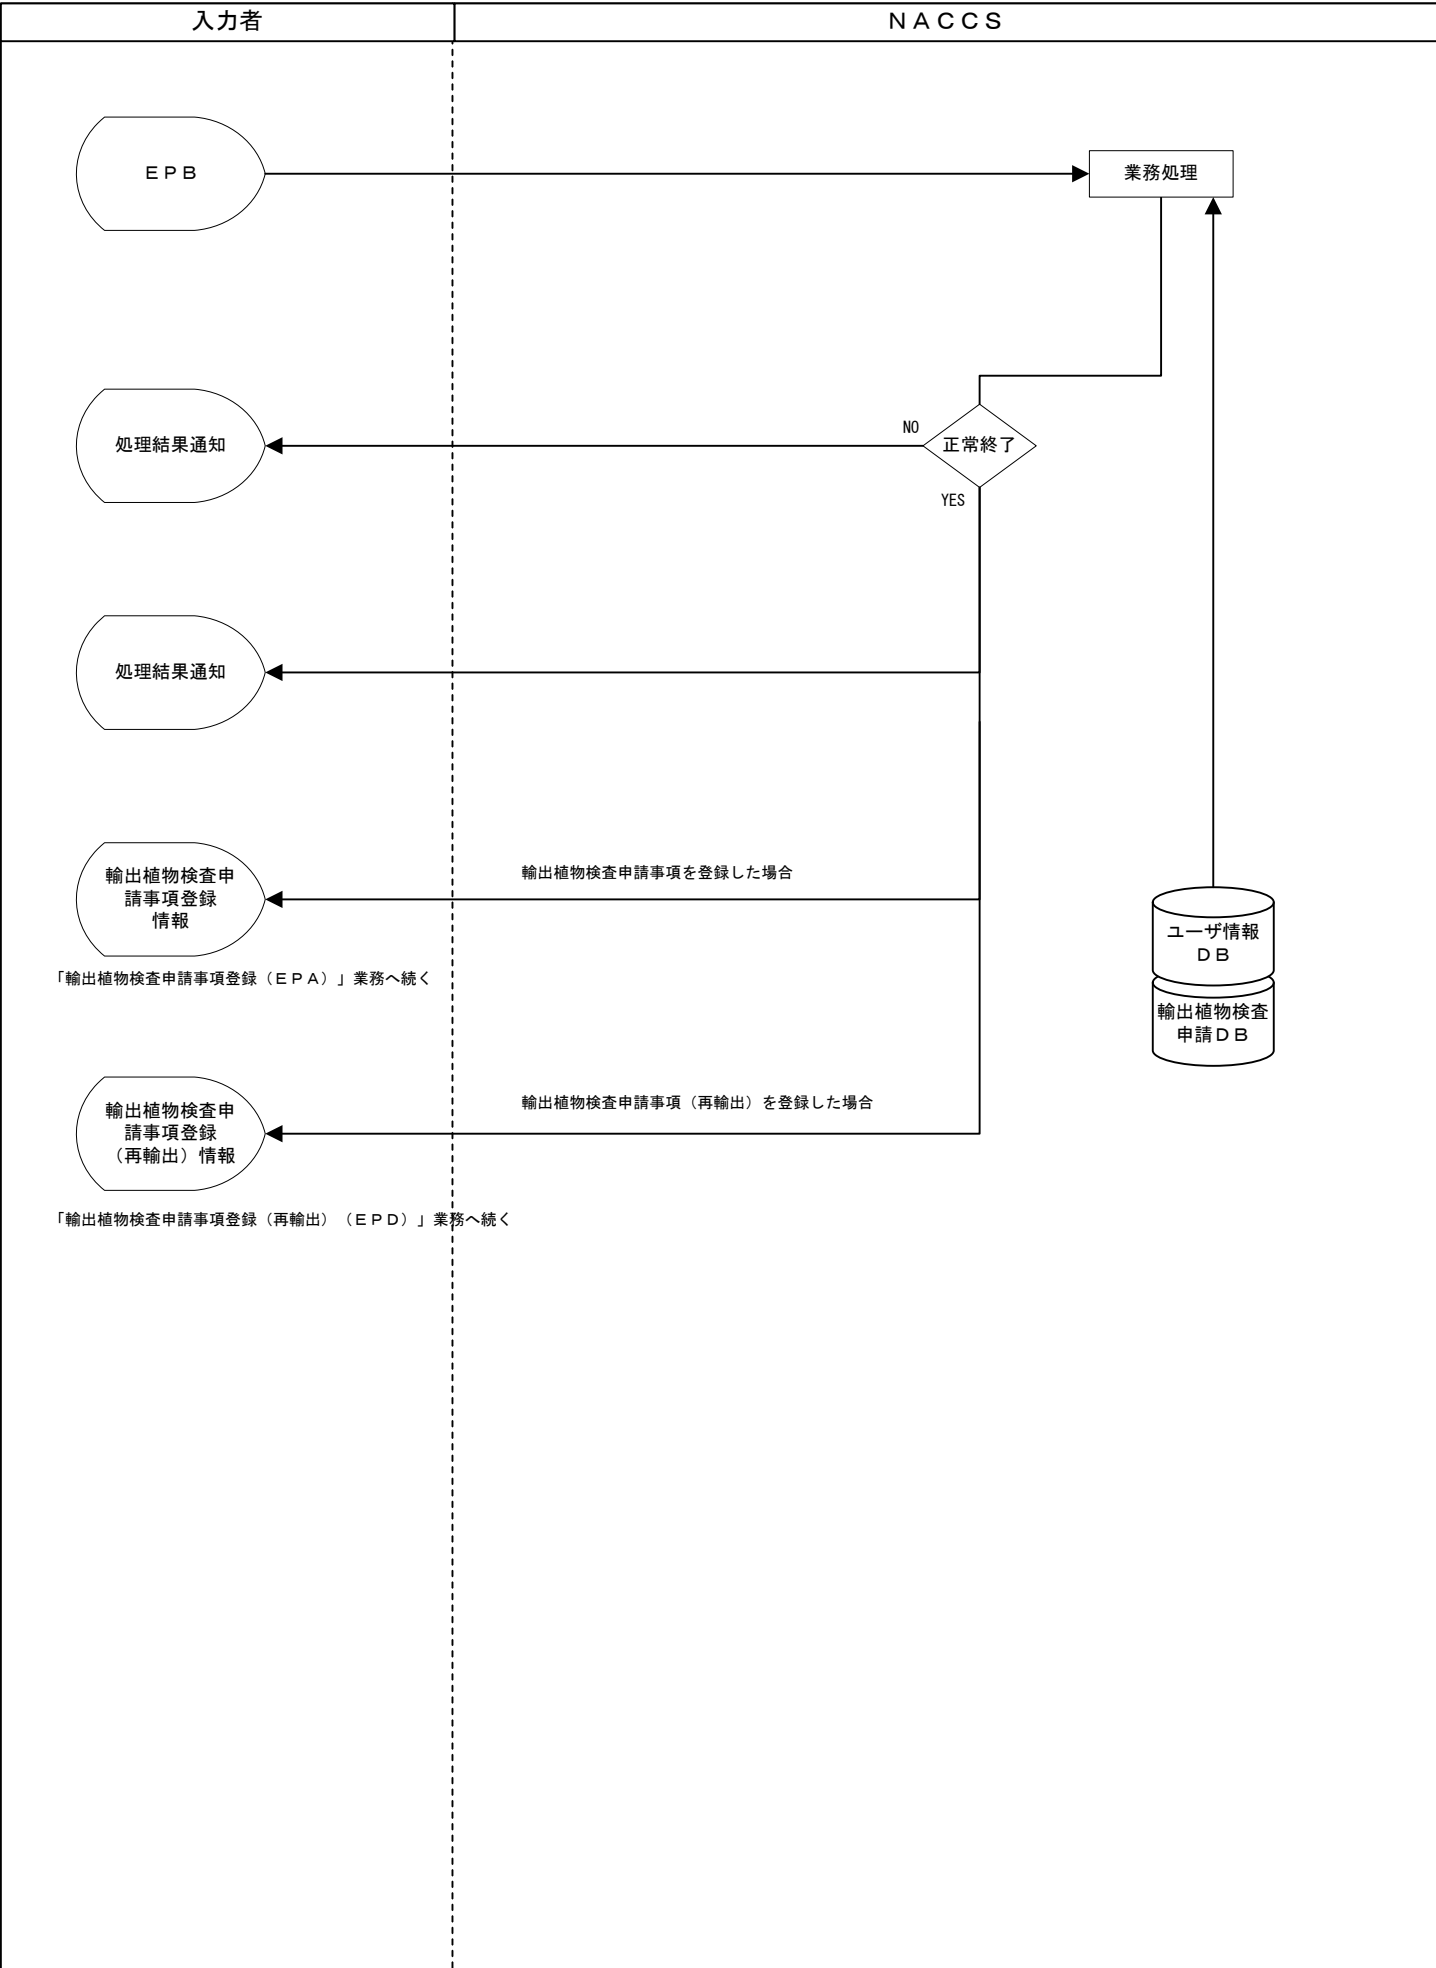 入力者
ＮＡＣＣＳ
ＥＰＢ
業務処理
処理結果通知
NO
正常終了
YES
処理結果通知
輸出植物検査申
請事項登録
情報
輸出植物検査申請事項を登録した場合
「輸出植物検査申請事項登録（ＥＰＡ）」業務へ続く
ユーザ情報
ＤＢ
輸出植物検査
申請ＤＢ
輸出植物検査申
請事項登録
（再輸出）情報
輸出植物検査申請事項（再輸出）を登録した場合
「輸出植物検査申請事項登録（再輸出）（ＥＰＤ）」業務へ続く